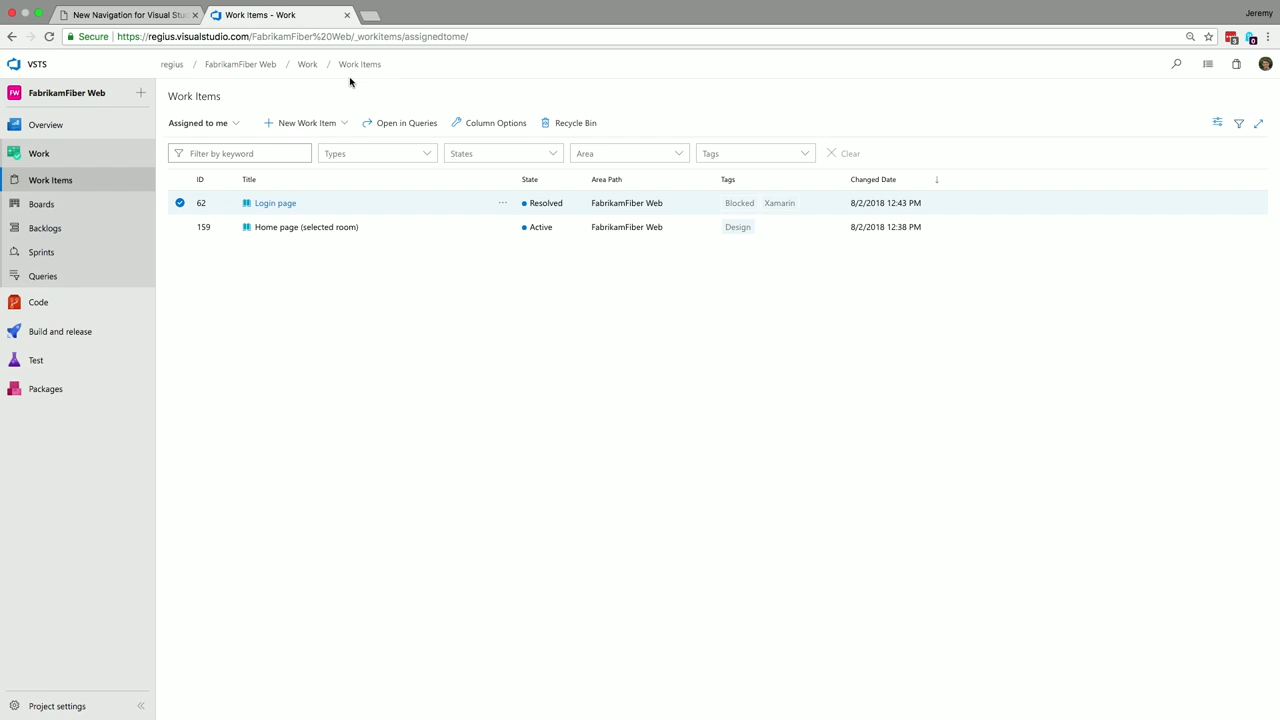 New Navigation for Visual Stu
Work Items - Work
Jeremy
Secure
https://regius.visualstudio.com/FabrikamFiber%20Web/_workitems/assignedtome/
3
0
VSTS
regius / FabrikamFiber Web / Work / Work Items
FW
FabrikamFiber Web
Overview
Work
Work Items
Boards
Backlogs
Sprints
Queries
Code
Build and release
Test
Packages
Project settings
Work Items
Assigned to me
New Work Item
Open in Queries
Column Options
Recycle Bin
Filter by keyword
Types
States
Area
Tags
Clear
ID Title State Area Path Tags Changed Date
62 Login page ... Resolved FabrikamFiber Web Blocked Xamarin 8/2/2018 12:43 PM
159 Home page (selected room) Active FabrikamFiber Web Design 8/2/2018 12:38 PM